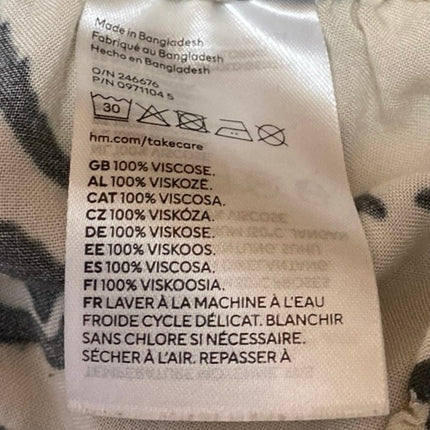 Made in Bangladesh
Fabriqué au Bangladesh
Hecho en Bangladesh
O/N 246676
P/N 0971104 5
30
hm.com/takecare
GB 100% VISCOSE.
AL 100% VISKOZË.
CAT 100% VISCOSA.
CZ 100% VISKÓZA.
DE 100% VISKOSE.
EE 100% VISKOOS.
ES 100% VISCOSA.
FI 100% VISKOOSIA.
FR LAVER À LA MACHINE À L'EAU
FROIDE CYCLE DÉLICAT. BLANCHIR
SANS CHLORE SI NÉCESSAIRE.
SÉCHER À L'AIR. REPASSER À